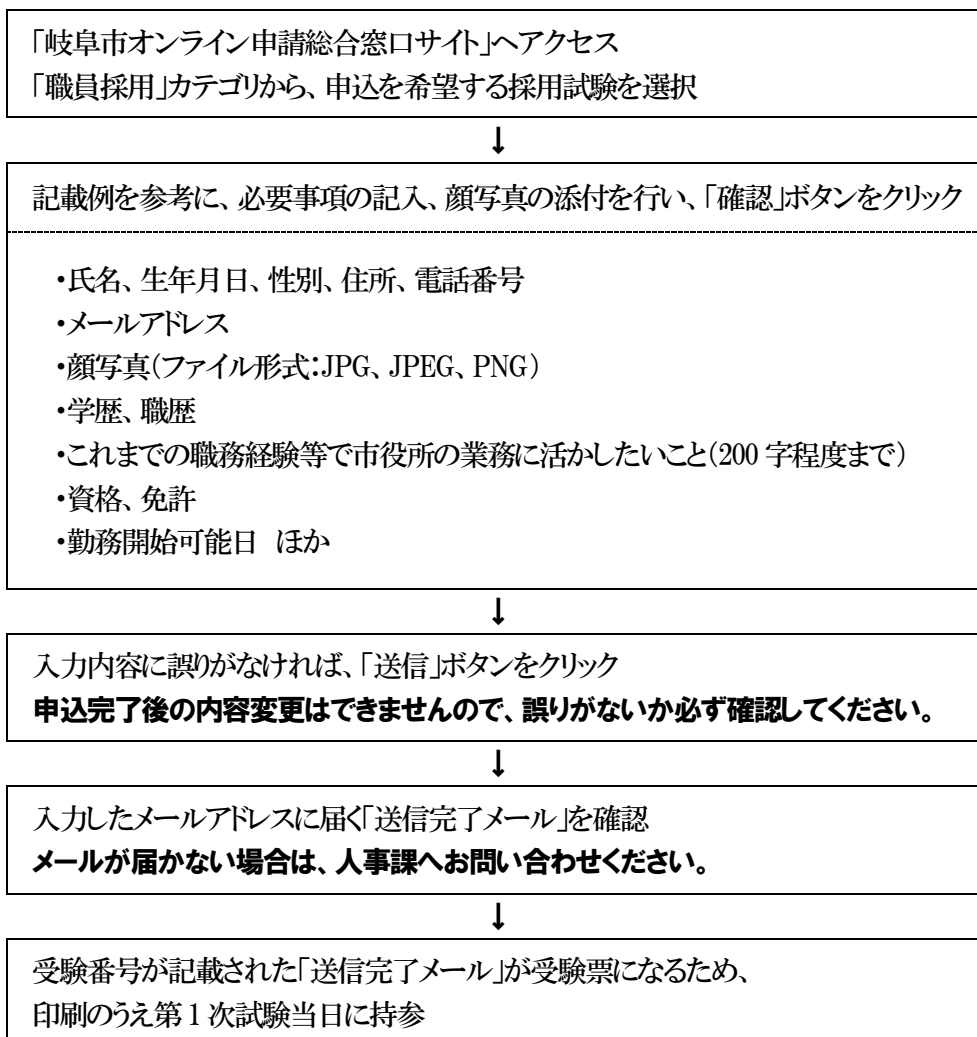 「岐阜市オンライン申請総合窓口サイト」へアクセス
「職員採用」カテゴリから、申込を希望する採用試験を選択
↓
記載例を参考に、必要事項の記入、顔写真の添付を行い、「確認」ボタンをクリック
・氏名、生年月日、性別、住所、電話番号
・メールアドレス
・顔写真(ファイル形式:JPG、JPEG、PNG)
・学歴、職歴
・これまでの職務経験等で市役所の業務に活かしたいこと(200 字程度まで)
・資格、免許
・勤務開始可能日　ほか
↓
入力内容に誤りがなければ、「送信」ボタンをクリック
申込完了後の内容変更はできませんので、誤りがないか必ず確認してください。
↓
入力したメールアドレスに届く「送信完了メール」を確認
メールが届かない場合は、人事課へお問い合わせください。
↓
受験番号が記載された「送信完了メール」が受験票になるため、
印刷のうえ第 1 次試験当日に持参